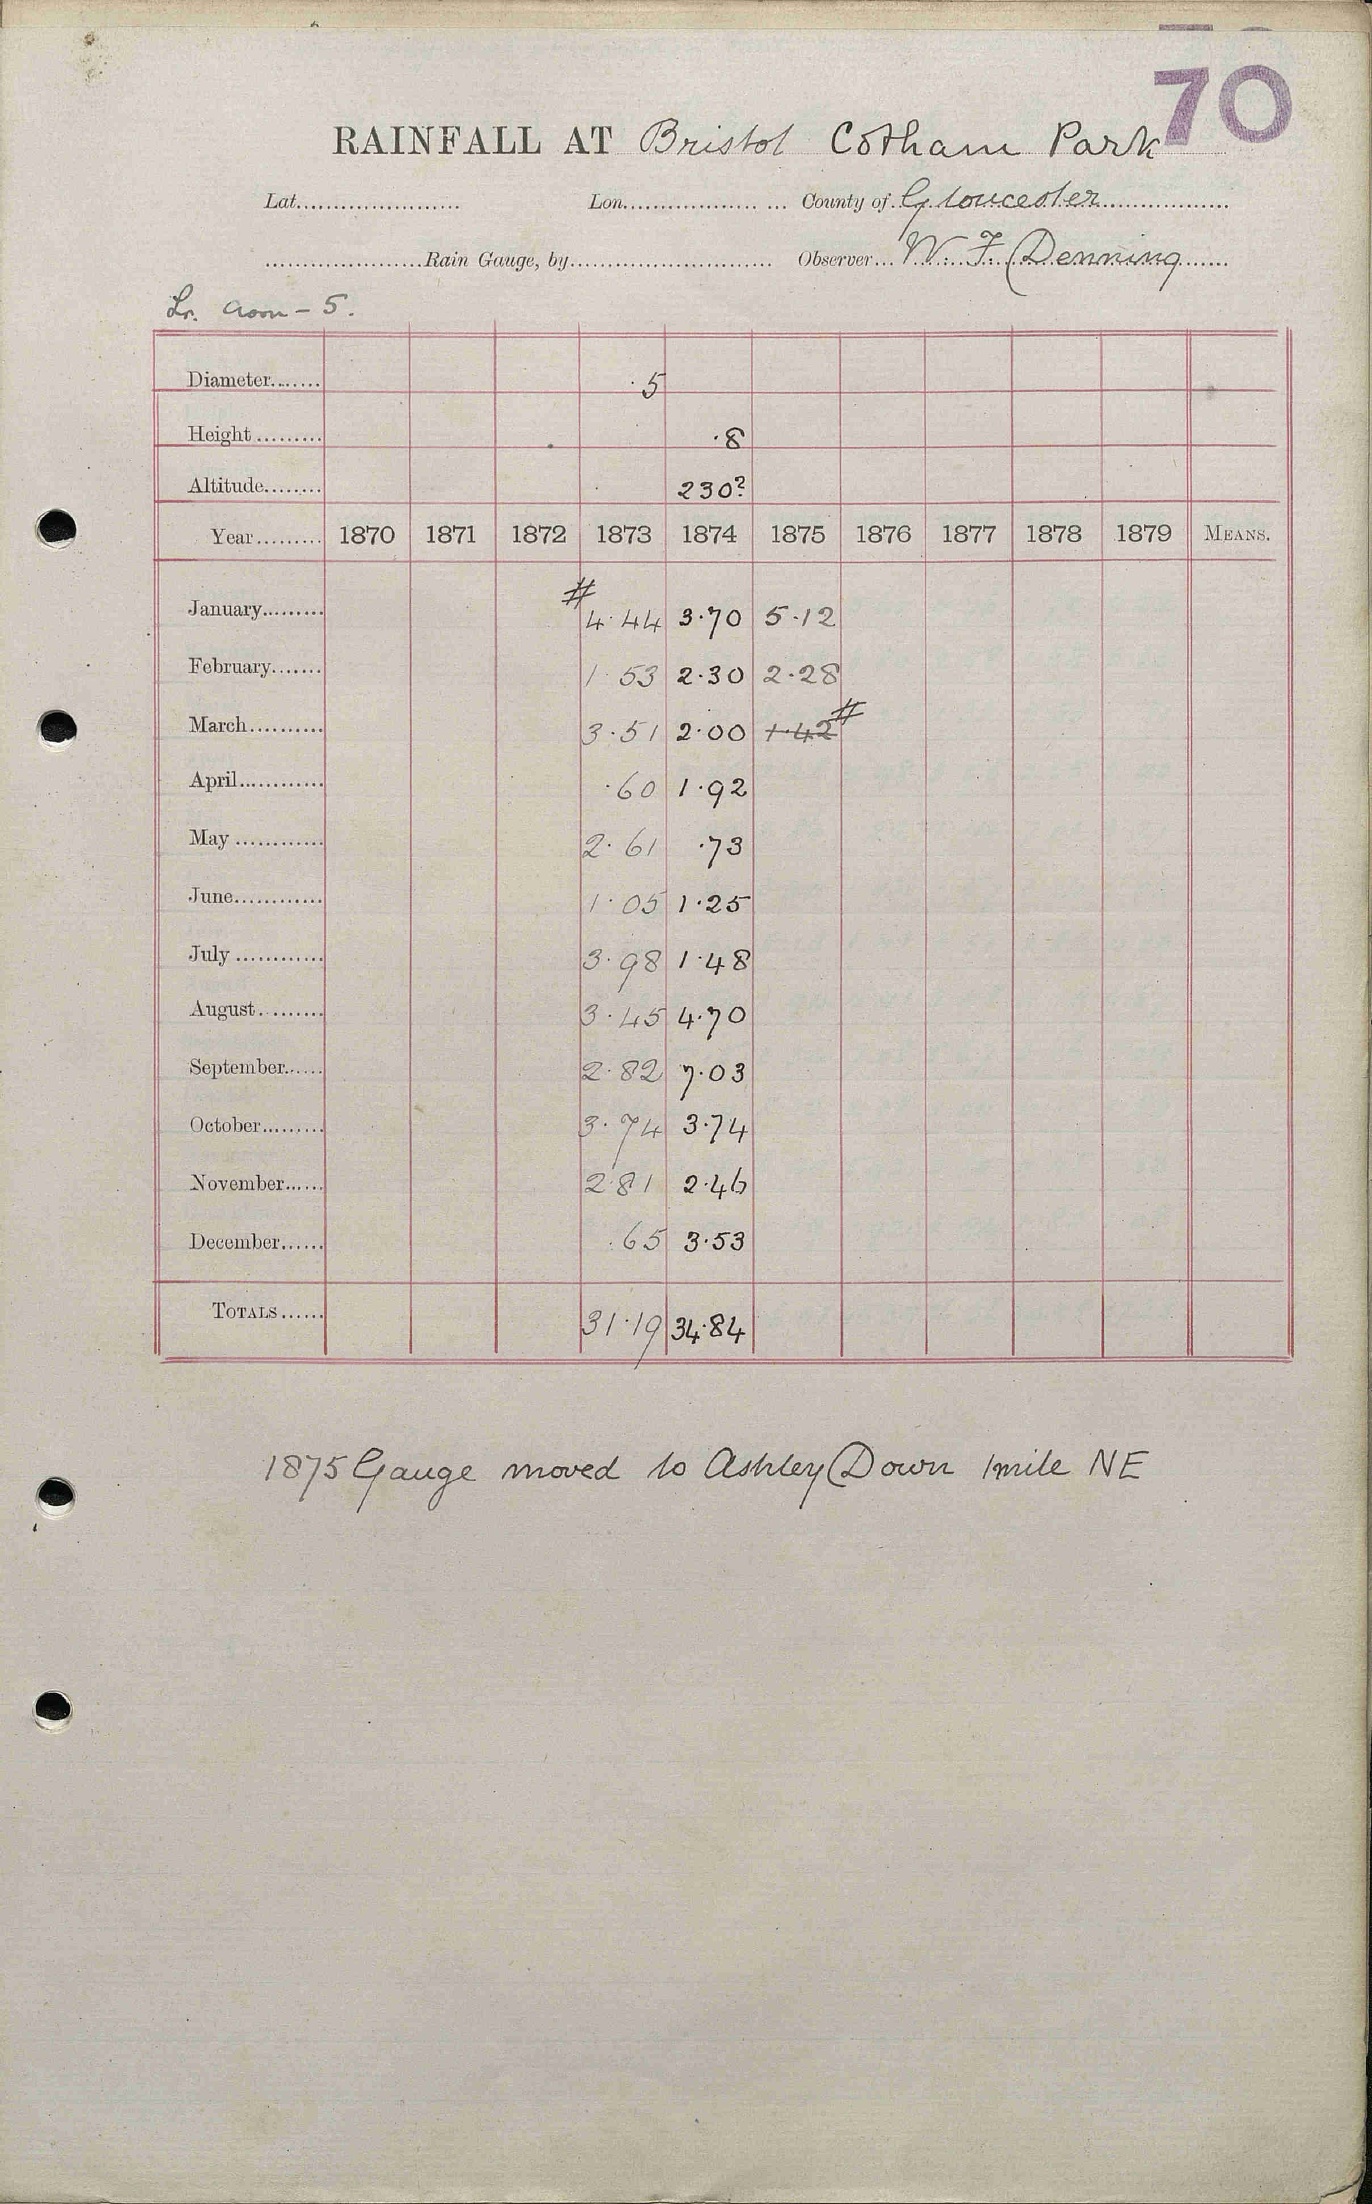 70
RAINFALL AT Bristol Cotham Park
Lat. Lon. County of Gloucester
Rain Gauge, by Observer W. F. Denning
5.
Diameter 5
Height .8
Altitude 230?
Year 1870 1871 1872 1873 1874 1875 1876 1877 1878 1879 MEANS.
January # 4.44 3.70 5.12
February 1.53 2.30 2.28
March 3.51 2.00 1.42 #
April .60 1.92
May 2.61 .73
June 1.05 1.25
July 3.98 1.48
August 3.45 4.70
September 2.82 7.03
October 3.74 3.74
November 2.81 2.46
December .65 3.53
TOTALS 31.19 34.84
1875 Gauge moved to Ashley Down 1 mile NE